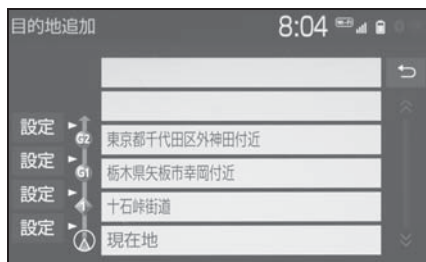 目的地追加
8:04
設定
G2
東京都千代田区外神田付近
設定
G1
栃木県矢板市幸岡付近
設定
十石峠街道
設定
現在地